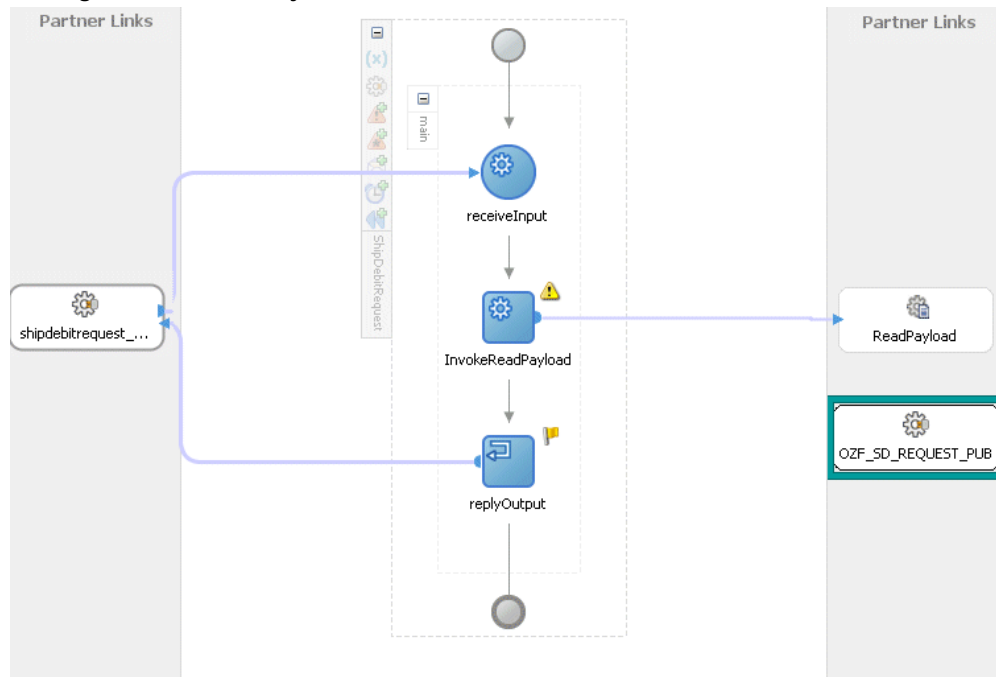 Partner Links
Partner Links
(x)
main
receiveInput
ShipDebitRequest
shipdebitrequest_...
InvokeReadPayload
ReadPayload
OZF_SD_REQUEST_PUB
replyOutput